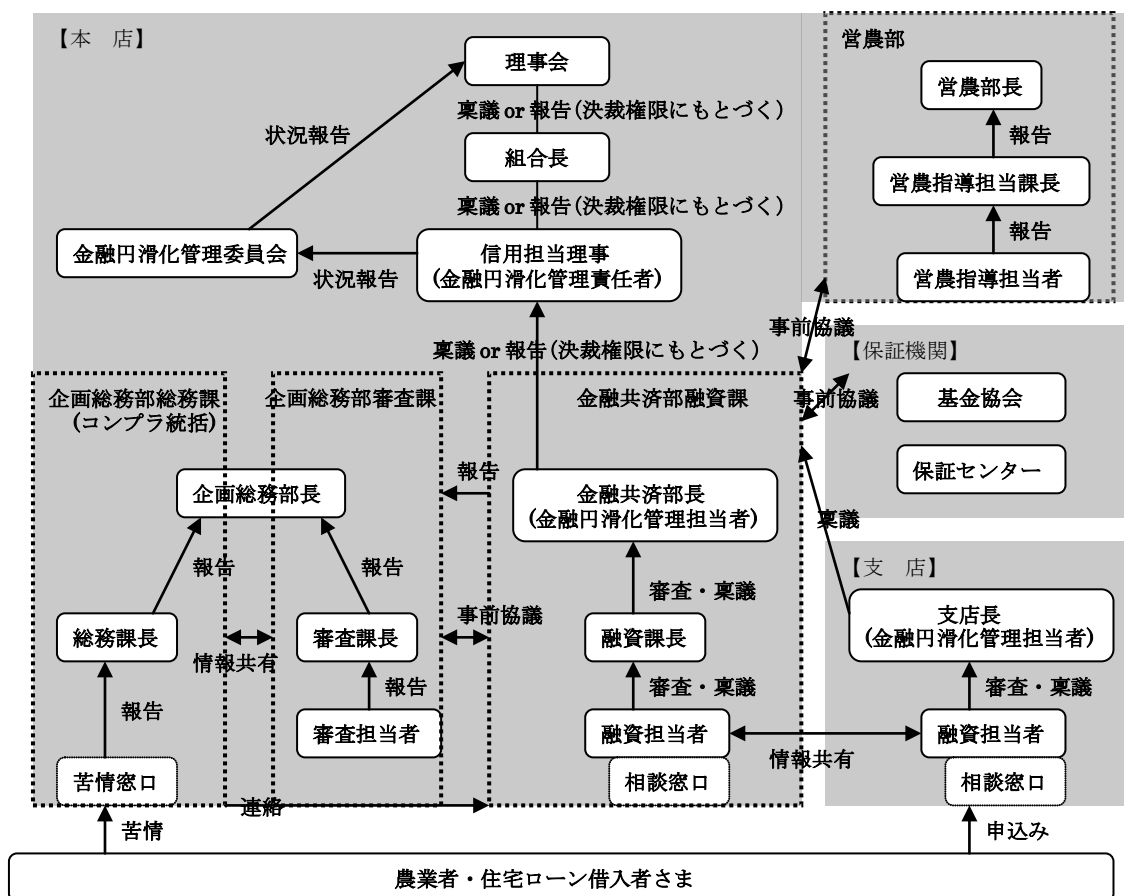 【本　店】
営農部
理事会
営農部長
稟議 or 報告(決裁権限にもとづく)
状況報告
報告
組合長
営農指導担当課長
稟議 or 報告(決裁権限にもとづく)
報告
金融円滑化管理委員会
信用担当理事
(金融円滑化管理責任者)
状況報告
営農指導担当者
事前協議
稟議 or 報告(決裁権限にもとづく)
【保証機関】
企画総務部総務課
(コンプラ統括)
企画総務部審査課
金融共済部融資課
事前協議
基金協会
報告
保証センター
企画総務部長
金融共済部長
(金融円滑化管理担当者)
稟議
報告
報告
【支　店】
審査・稟議
事前協議
支店長
(金融円滑化管理担当者)
総務課長
審査課長
融資課長
情報共有
報告
審査・稟議
審査・稟議
報告
審査担当者
融資担当者
融資担当者
情報共有
苦情窓口
相談窓口
相談窓口
連絡
苦情
申込み
農業者・住宅ローン借入者さま